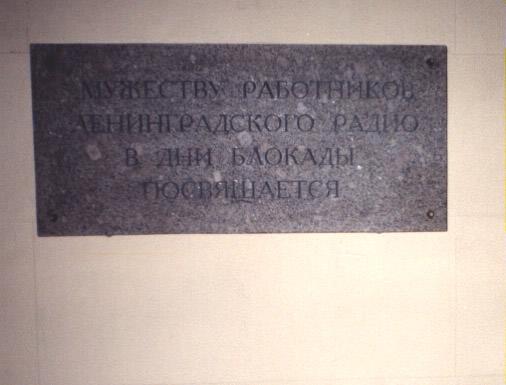 МУЖЕСТВУ РАБОТНИКОВ
ЛЕНИНГРАДСКОГО РАДИО
В ДНИ БЛОКАДЫ
ПОСВЯЩАЕТСЯ